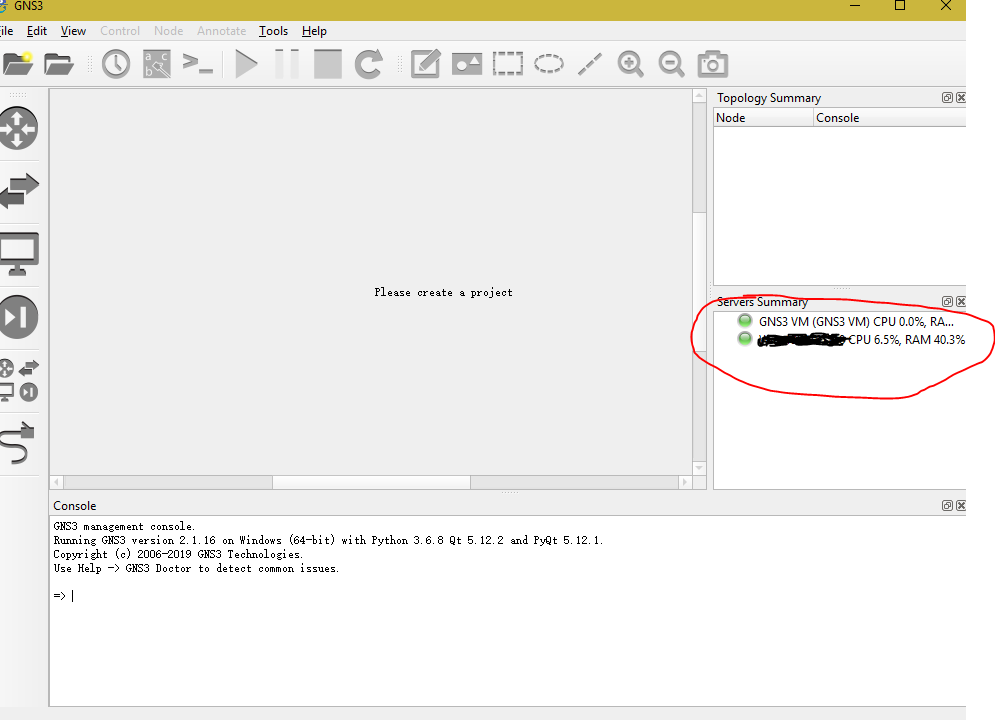 GNS3
ile Edit View Control Node Annotate Tools Help
Topology Summary
Node Console
Please create a project
Servers Summary
GNS3 VM (GNS3 VM) CPU 0.0%, RA...
CPU 6.5%, RAM 40.3%
Console
GNS3 management console.
Running GNS3 version 2.1.16 on Windows (64-bit) with Python 3.6.8 Qt 5.12.2 and PyQt 5.12.1.
Copyright (c) 2006-2019 GNS3 Technologies.
Use Help -> GNS3 Doctor to detect common issues.
=>